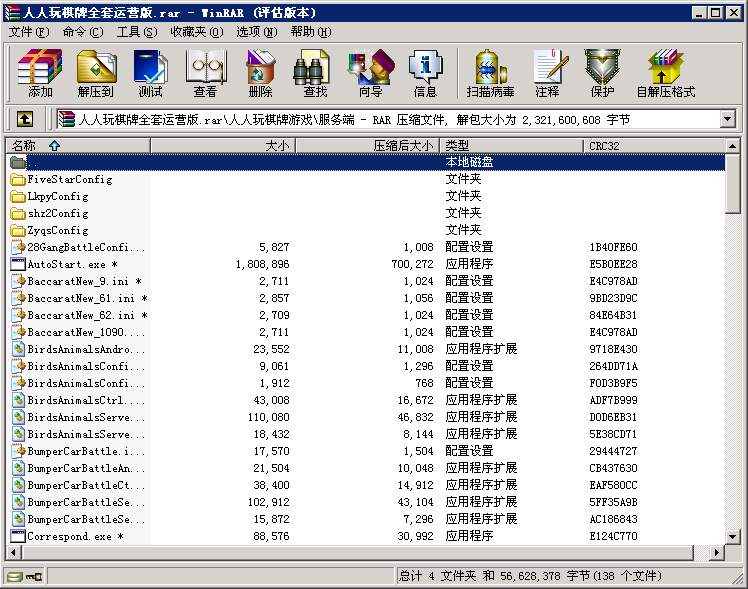 人人玩棋牌全套运营版.rar - WinRAR (评估版本)
文件(F) 命令(C) 工具(S) 收藏夹(O) 选项(N) 帮助(H)
添加 解压到 测试 查看 删除 查找 向导 信息 扫描病毒 注释 保护 自解压格式
人人玩棋牌全套运营版.rar\人人玩棋牌游戏\服务端 - RAR 压缩文件, 解包大小为 2,321,600,608 字节
名称 大小 压缩后大小 类型 CRC32
.. 本地磁盘
FiveStarConfig 文件夹
LkpyConfig 文件夹
shz2Config 文件夹
ZyqsConfig 文件夹
28GangBattleConfi... 5,827 1,008 配置设置 1B40FE60
AutoStart.exe * 1,808,896 700,272 应用程序 E5B0EE28
BaccaratNew_9.ini * 2,711 1,024 配置设置 E4C978AD
BaccaratNew_61.ini * 2,857 1,056 配置设置 9BD23D9C
BaccaratNew_62.ini * 2,709 1,024 配置设置 84E64B31
BaccaratNew_1090.... 2,711 1,024 配置设置 E4C978AD
BirdsAnimalsAndro... 23,552 11,008 应用程序扩展 9718E430
BirdsAnimalsConfi... 9,061 1,296 配置设置 264DD71A
BirdsAnimalsConfi... 1,912 768 配置设置 F0D3B9F5
BirdsAnimalsCtrl.... 43,008 16,672 应用程序扩展 ADF7B999
BirdsAnimalsServe... 110,080 46,832 应用程序扩展 D0D6EB31
BirdsAnimalsServe... 18,432 8,144 应用程序扩展 5E38CD71
BumperCarBattle.i... 17,570 1,504 配置设置 29444727
BumperCarBattleAn... 21,504 10,048 应用程序扩展 CB437630
BumperCarBattleCt... 38,400 14,912 应用程序扩展 EAF580CC
BumperCarBattleSe... 102,912 43,104 应用程序扩展 5FF35A9B
BumperCarBattleSe... 15,872 7,296 应用程序扩展 AC186843
Correspond.exe * 88,576 30,992 应用程序 E124C770
总计 4 文件夹 和 56,628,378 字节(138 个文件)